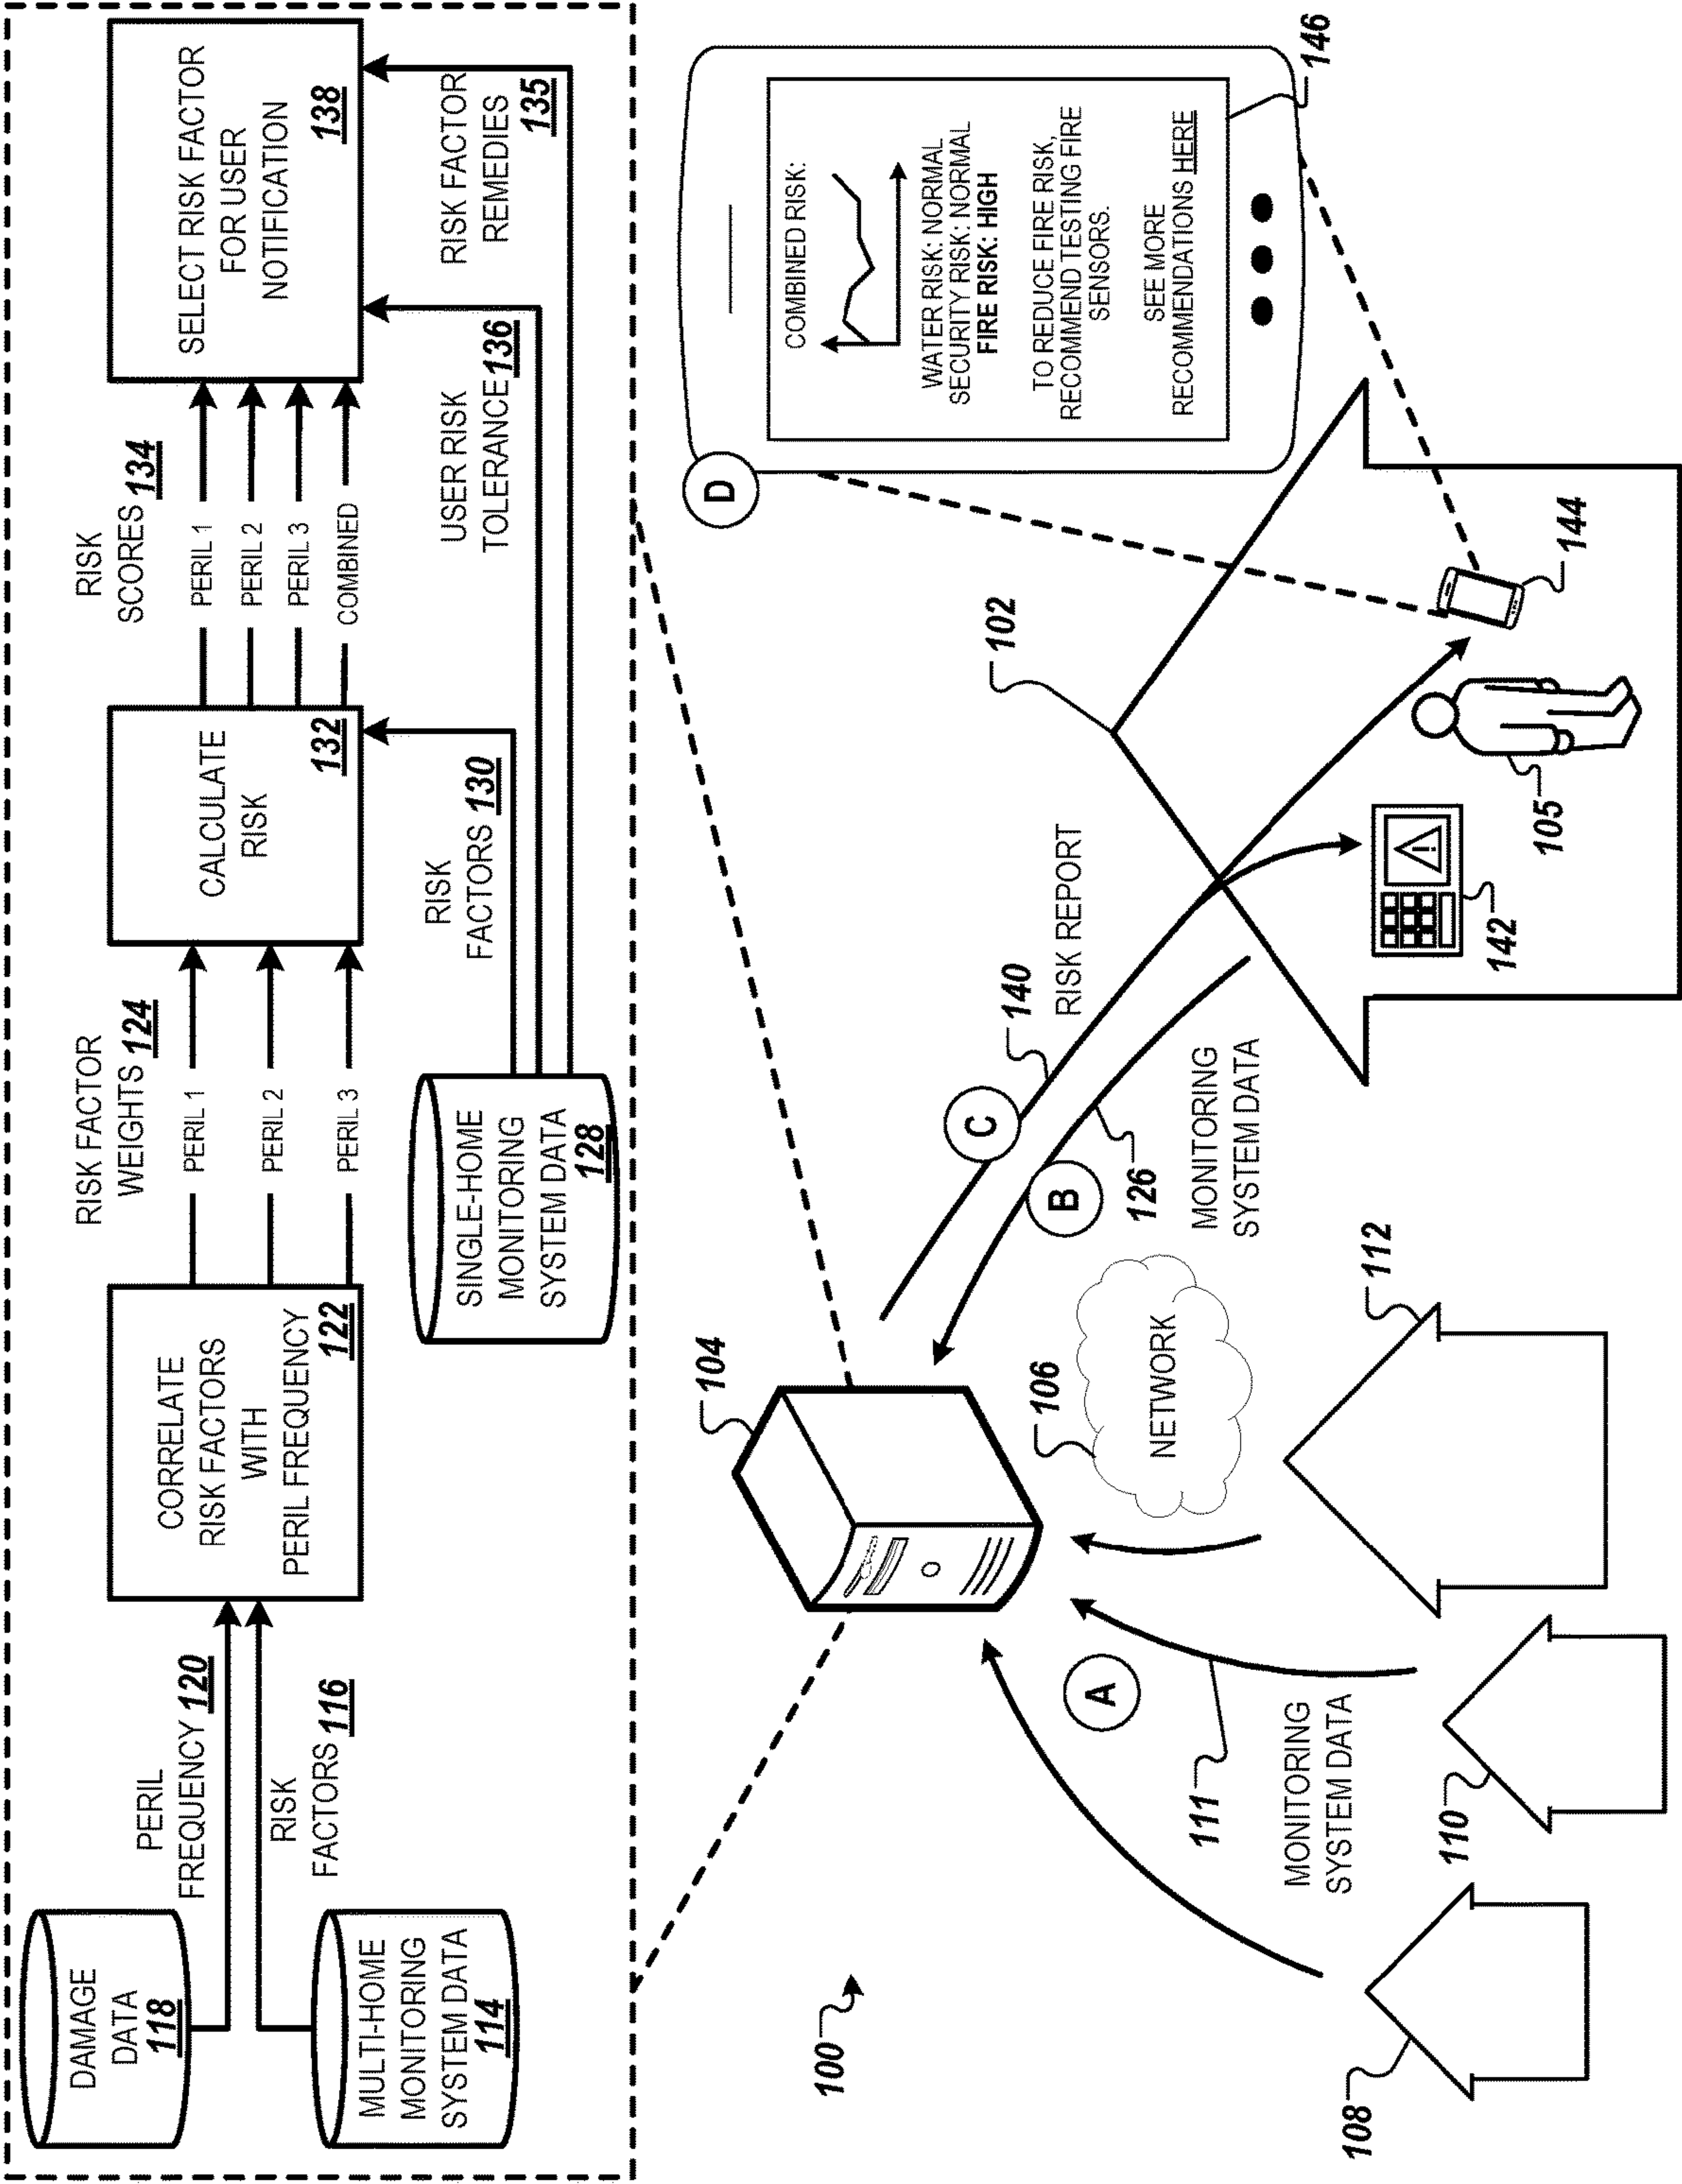 DAMAGE
DATA
118
MULTI-HOME
MONITORING
SYSTEM DATA
114
PERIL
FREQUENCY 120
RISK
FACTORS 116
CORRELATE
RISK FACTORS
WITH
PERIL FREQUENCY
122
RISK FACTOR
WEIGHTS 124
PERIL 1
PERIL 2
PERIL 3
SINGLE-HOME
MONITORING
SYSTEM DATA
128
CALCULATE
RISK
132
RISK
FACTORS 130
RISK
SCORES 134
PERIL 1
PERIL 2
PERIL 3
COMBINED
USER RISK
TOLERANCE 136
SELECT RISK FACTOR
FOR USER
NOTIFICATION
138
RISK FACTOR
REMEDIES
135
100
104
106
NETWORK
A
111
MONITORING
SYSTEM DATA
108
110
112
B
126
MONITORING
SYSTEM DATA
C
140
RISK REPORT
102
142
105
144
D
COMBINED RISK:
WATER RISK: NORMAL
SECURITY RISK: NORMAL
FIRE RISK: HIGH
TO REDUCE FIRE RISK,
RECOMMEND TESTING FIRE
SENSORS.
SEE MORE
RECOMMENDATIONS HERE
146